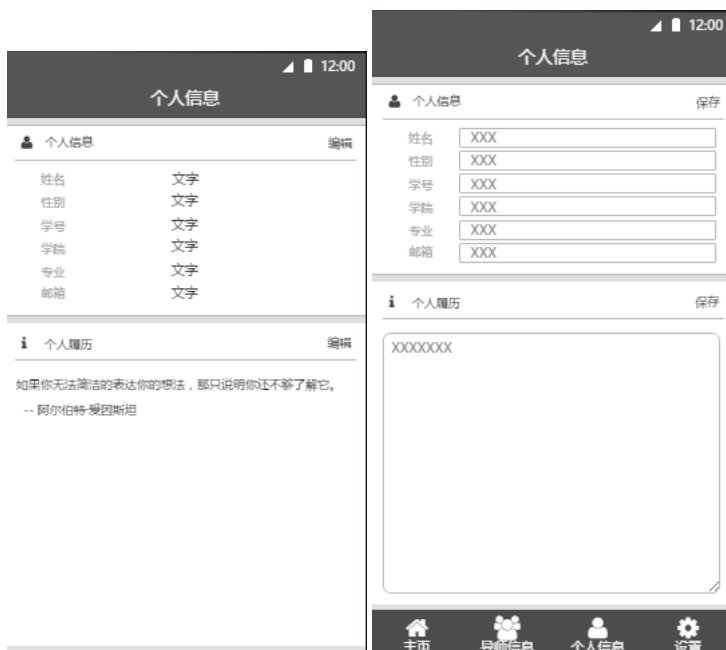 12:00
个人信息
个人信息 编辑
姓名 文字
性别 文字
学号 文字
学院 文字
专业 文字
邮箱 文字
个人履历 编辑
如果你无法简洁的表达你的想法，那只说明你还不够了解它。
-- 阿尔伯特·爱因斯坦
12:00
个人信息
个人信息 保存
姓名 XXX
性别 XXX
学号 XXX
学院 XXX
专业 XXX
邮箱 XXX
个人履历 保存
XXXXXXX
主页 导师信息 个人信息 设置